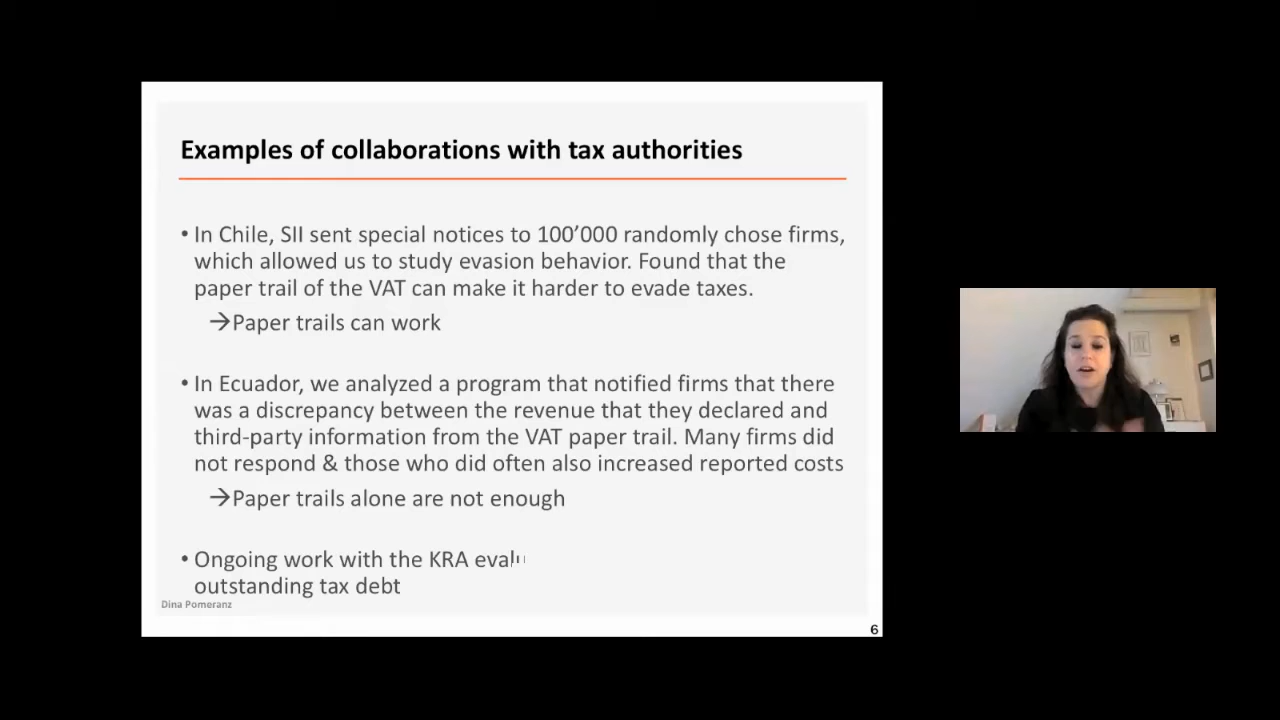 Examples of collaborations with tax authorities
• In Chile, SII sent special notices to 100’000 randomly chose firms,
which allowed us to study evasion behavior. Found that the
paper trail of the VAT can make it harder to evade taxes.
→Paper trails can work
• In Ecuador, we analyzed a program that notified firms that there
was a discrepancy between the revenue that they declared and
third-party information from the VAT paper trail. Many firms did
not respond & those who did often also increased reported costs
→Paper trails alone are not enough
• Ongoing work with the KRA
outstanding tax debt
Dina Pomeranz
6